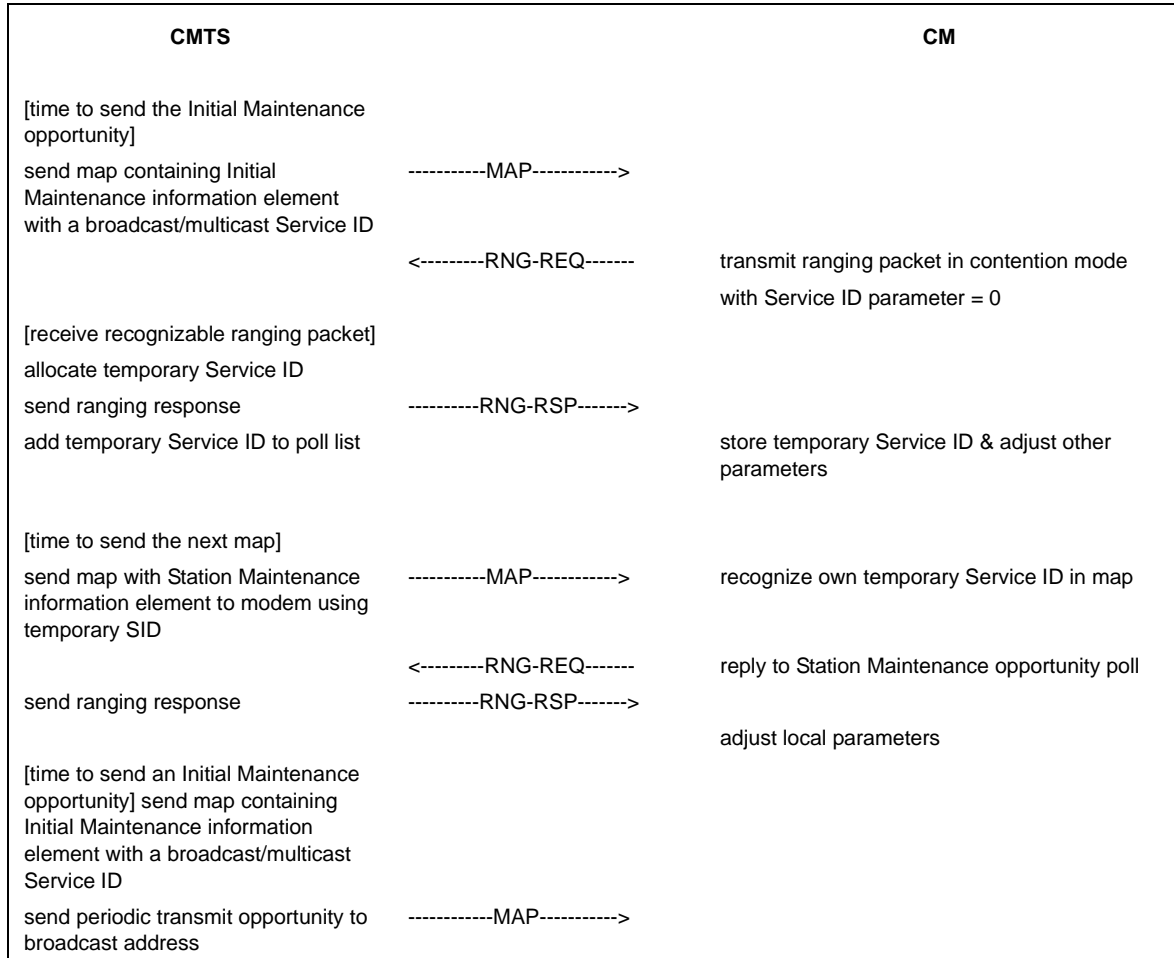 CMTS CM
[time to send the Initial Maintenance
opportunity]
send map containing Initial -----------MAP------------>
Maintenance information element
with a broadcast/multicast Service ID
<---------RNG-REQ------- transmit ranging packet in contention mode
with Service ID parameter = 0
[receive recognizable ranging packet]
allocate temporary Service ID
send ranging response ----------RNG-RSP------->
add temporary Service ID to poll list store temporary Service ID & adjust other
parameters
[time to send the next map]
send map with Station Maintenance -----------MAP------------> recognize own temporary Service ID in map
information element to modem using
temporary SID
<---------RNG-REQ------- reply to Station Maintenance opportunity poll
send ranging response ----------RNG-RSP------->
adjust local parameters
[time to send an Initial Maintenance
opportunity] send map containing
Initial Maintenance information
element with a broadcast/multicast
Service ID
send periodic transmit opportunity to ------------MAP----------->
broadcast address